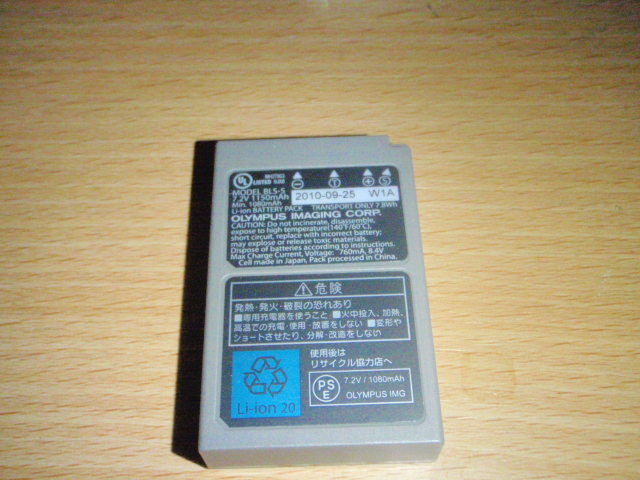 UL LISTED
MODEL BLS-5
7.2V 1150mAh
Min. 1080mAh
2010-09-25 W1A
Li-ion BATTERY PACK TRANSPORT ONLY 7.8Wh
OLYMPUS IMAGING CORP.
CAUTION: Do not incinerate, disassemble,
expose to high temperature(140°F/60°C),
short circuit, replace with incorrect battery;
may explose or release toxic materials.
Dispose of batteries according to instructions.
Max Charge Current, Voltage: 760mA, 8.4V
Cell made in Japan, Pack processed in China.
危険
発熱・発火・破裂の恐れあり
■専用充電器を使うこと ■火中投入、加熱、
高温での充電・使用・放置をしない ■変形や
ショートさせたり、分解・改造をしない
使用後は
リサイクル協力店へ
Li-ion 20
PSE
7.2V / 1080mAh
OLYMPUS IMG